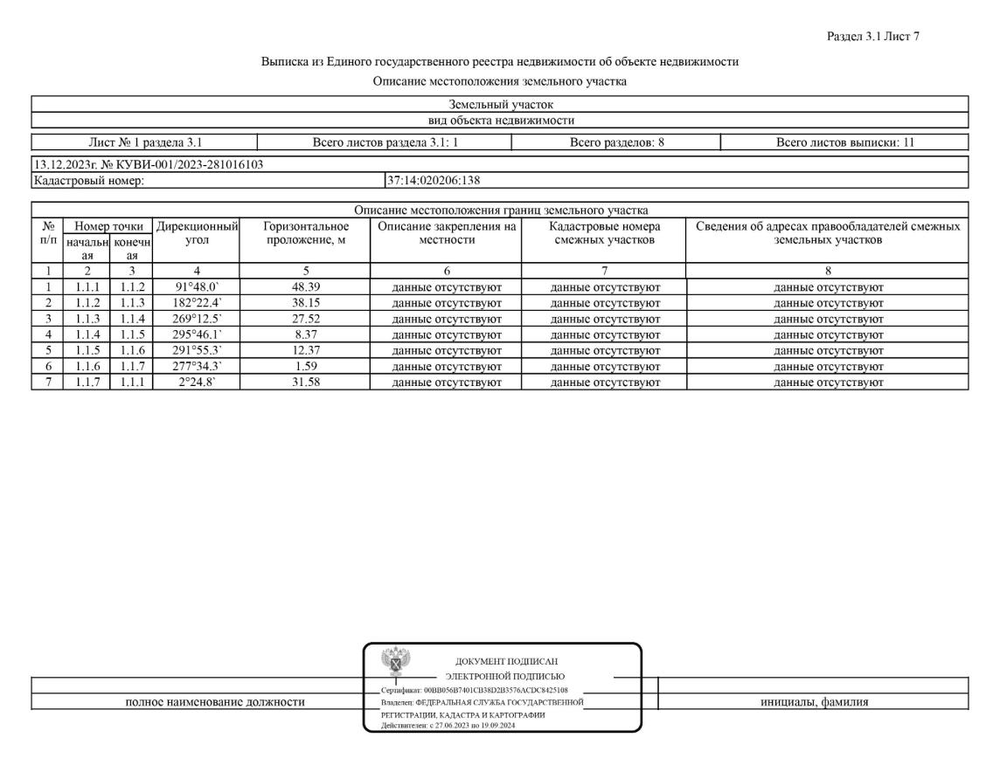 Раздел 3.1 Лист 7
Выписка из Единого государственного реестра недвижимости об объекте недвижимости
Описание местоположения земельного участка
Земельный участок
вид объекта недвижимости
Лист № 1 раздела 3.1 Всего листов раздела 3.1: 1 Всего разделов: 8 Всего листов выписки: 11
13.12.2023г. № КУВИ-001/2023-281016103
Кадастровый номер: 37:14:020206:138
Описание местоположения границ земельного участка
№ Номер точки Дирекционный Горизонтальное Описание закрепления на Кадастровые номера Сведения об адресах правообладателей смежных
п/п начальн конечн угол проложение, м местности смежных участков земельных участков
ая ая
1 2 3 4 5 6 7 8
1 1.1.1 1.1.2 91°48.0` 48.39 данные отсутствуют данные отсутствуют данные отсутствуют
2 1.1.2 1.1.3 182°22.4` 38.15 данные отсутствуют данные отсутствуют данные отсутствуют
3 1.1.3 1.1.4 269°12.5` 27.52 данные отсутствуют данные отсутствуют данные отсутствуют
4 1.1.4 1.1.5 295°46.1` 8.37 данные отсутствуют данные отсутствуют данные отсутствуют
5 1.1.5 1.1.6 291°55.3` 12.37 данные отсутствуют данные отсутствуют данные отсутствуют
6 1.1.6 1.1.7 277°34.3` 1.59 данные отсутствуют данные отсутствуют данные отсутствуют
7 1.1.7 1.1.1 2°24.8` 31.58 данные отсутствуют данные отсутствуют данные отсутствуют
ДОКУМЕНТ ПОДПИСАН
ЭЛЕКТРОННОЙ ПОДПИСЬЮ
Сертификат: 00BB056B7401CB38D2B3576ACDC8425108
Владелец: ФЕДЕРАЛЬНАЯ СЛУЖБА ГОСУДАРСТВЕННОЙ
РЕГИСТРАЦИИ, КАДАСТРА И КАРТОГРАФИИ
Действителен: с 27.06.2023 по 19.09.2024
полное наименование должности инициалы, фамилия